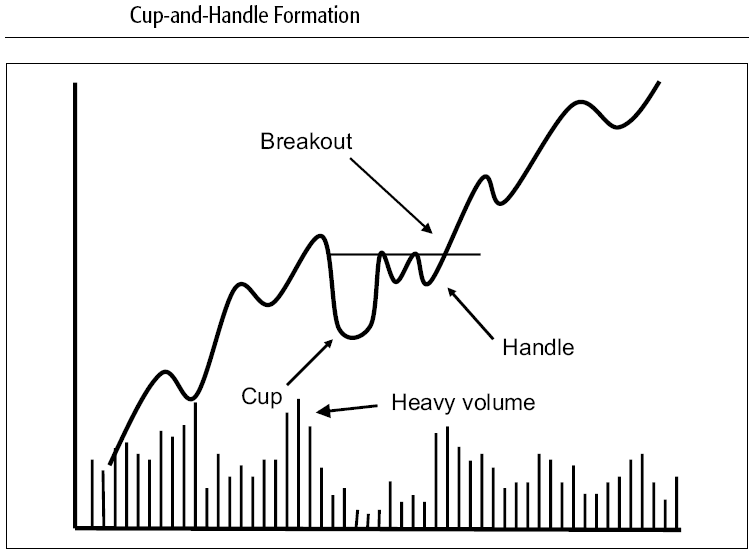 Cup-and-Handle Formation
Breakout
Handle
Cup
Heavy volume